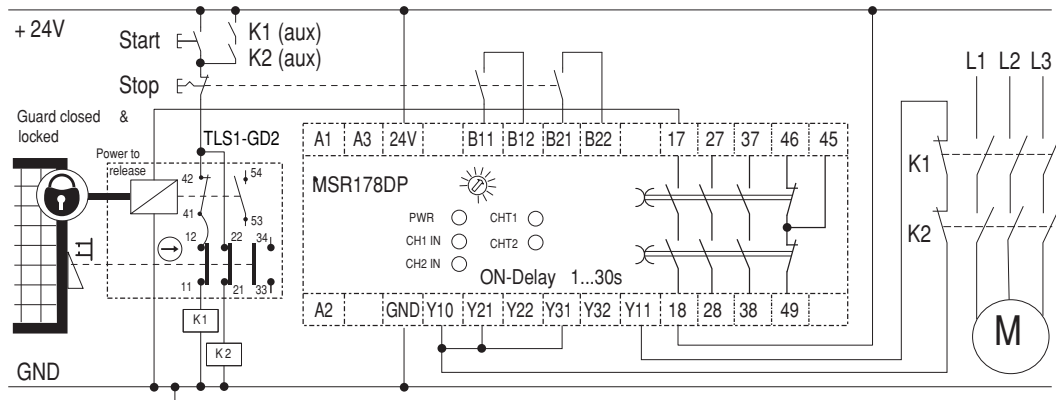 + 24V
Start
K1 (aux)
K2 (aux)
Stop
L1 L2 L3
Guard closed &
locked
TLS1-GD2
Power to
release
A1 A3 24V B11 B12 B21 B22 17 27 37 46 45
42 54
41 53
12 22 34
11 21 33
MSR178DP
PWR CHT1
CH1 IN CHT2
CH2 IN
ON-Delay 1...30s
A2 GND Y10 Y21 Y22 Y31 Y32 Y11 18 28 38 49
K1
K2
K1
K2
M
GND